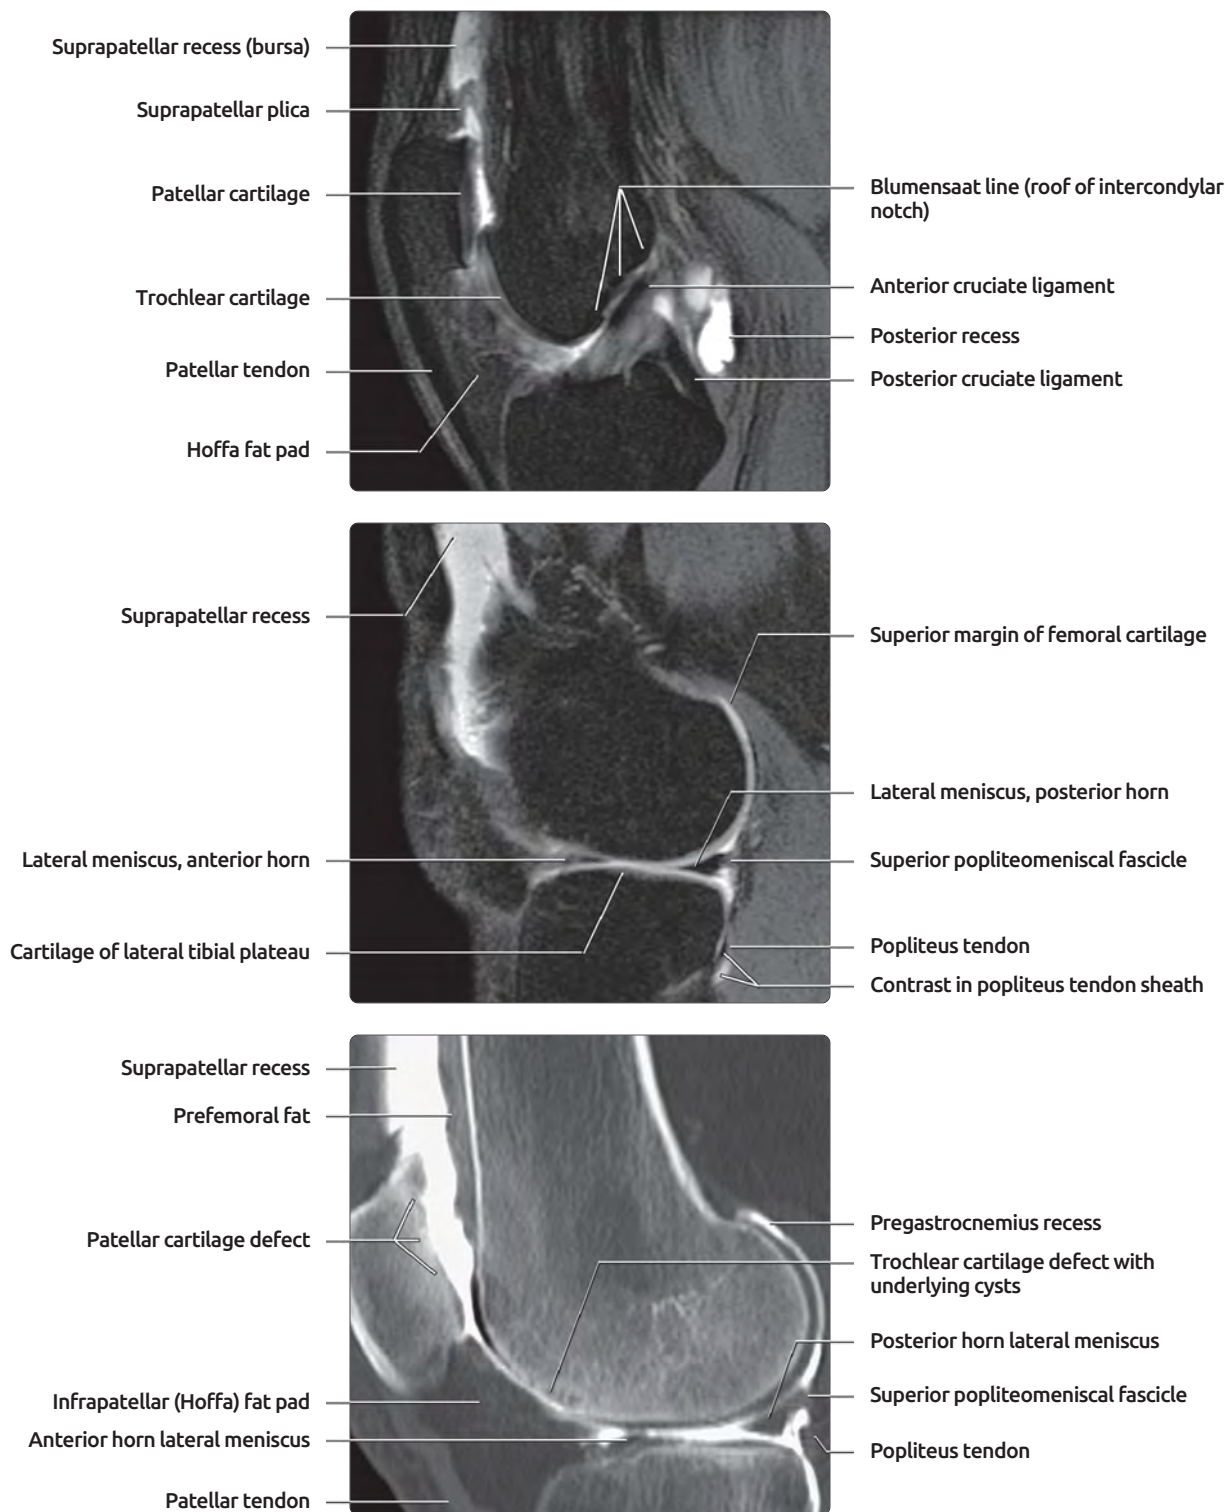 Suprapatellar recess (bursa)
Suprapatellar plica
Patellar cartilage
Trochlear cartilage
Patellar tendon
Hoffa fat pad
Blumensaat line (roof of intercondylar
notch)
Anterior cruciate ligament
Posterior recess
Posterior cruciate ligament
Suprapatellar recess
Lateral meniscus, anterior horn
Cartilage of lateral tibial plateau
Superior margin of femoral cartilage
Lateral meniscus, posterior horn
Superior popliteomeniscal fascicle
Popliteus tendon
Contrast in popliteus tendon sheath
Suprapatellar recess
Prefemoral fat
Patellar cartilage defect
Infrapatellar (Hoffa) fat pad
Anterior horn lateral meniscus
Patellar tendon
Pregastrocnemius recess
Trochlear cartilage defect with
underlying cysts
Posterior horn lateral meniscus
Superior popliteomeniscal fascicle
Popliteus tendon